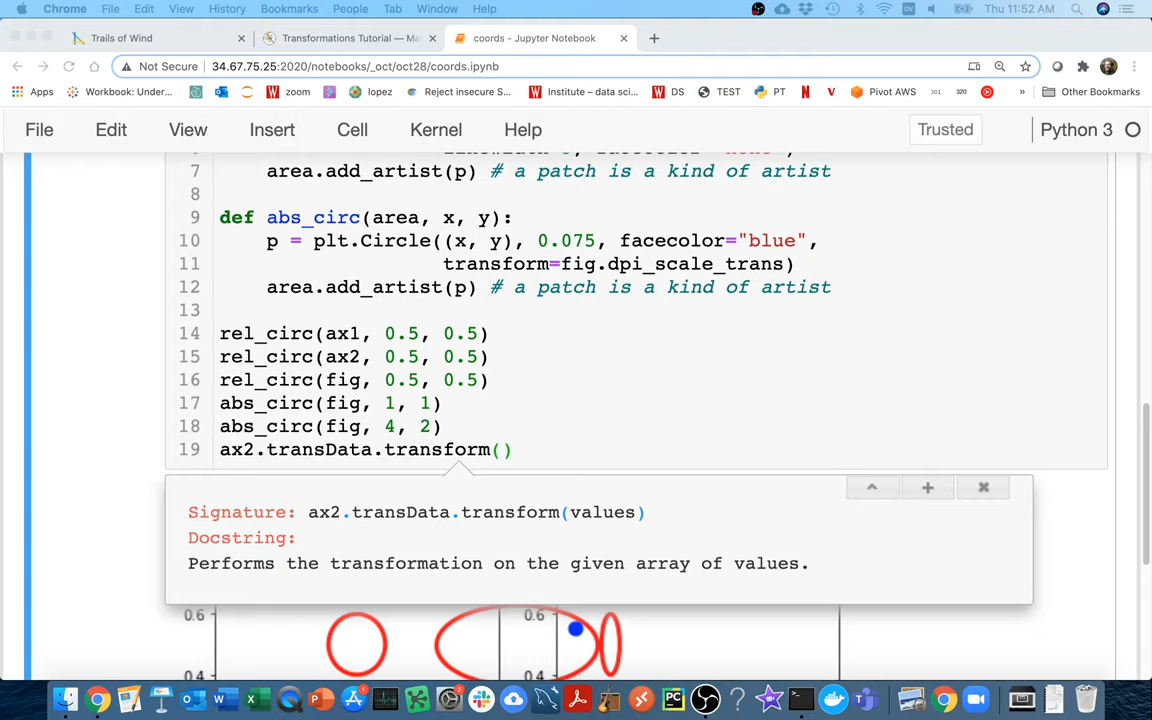 Chrome File Edit View History Bookmarks People Tab Window Help Thu 11:52 AM
Trails of Wind Transformations Tutorial — Ma coords - Jupyter Notebook
Not Secure 34.67.75.25:2020/notebooks/_oct/oct28/coords.ipynb
Apps Workbook: Under... zoom lopez Reject insecure S... Institute – data sci... DS TEST PT Pivot AWS 301 320 Other Bookmarks
File Edit View Insert Cell Kernel Help Trusted Python 3
7 area.add_artist(p) # a patch is a kind of artist
8
9 def abs_circ(area, x, y):
10 p = plt.Circle((x, y), 0.075, facecolor="blue",
11 transform=fig.dpi_scale_trans)
12 area.add_artist(p) # a patch is a kind of artist
13
14 rel_circ(ax1, 0.5, 0.5)
15 rel_circ(ax2, 0.5, 0.5)
16 rel_circ(fig, 0.5, 0.5)
17 abs_circ(fig, 1, 1)
18 abs_circ(fig, 4, 2)
19 ax2.transData.transform()
Signature: ax2.transData.transform(values)
Docstring:
Performs the transformation on the given array of values.
0.6 0.6
0.4 0.4